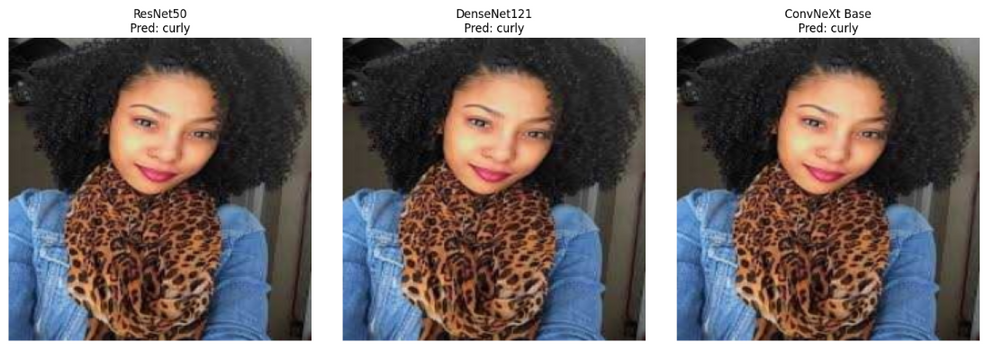 ResNet50
Pred: curly
DenseNet121
Pred: curly
ConvNeXt Base
Pred: curly